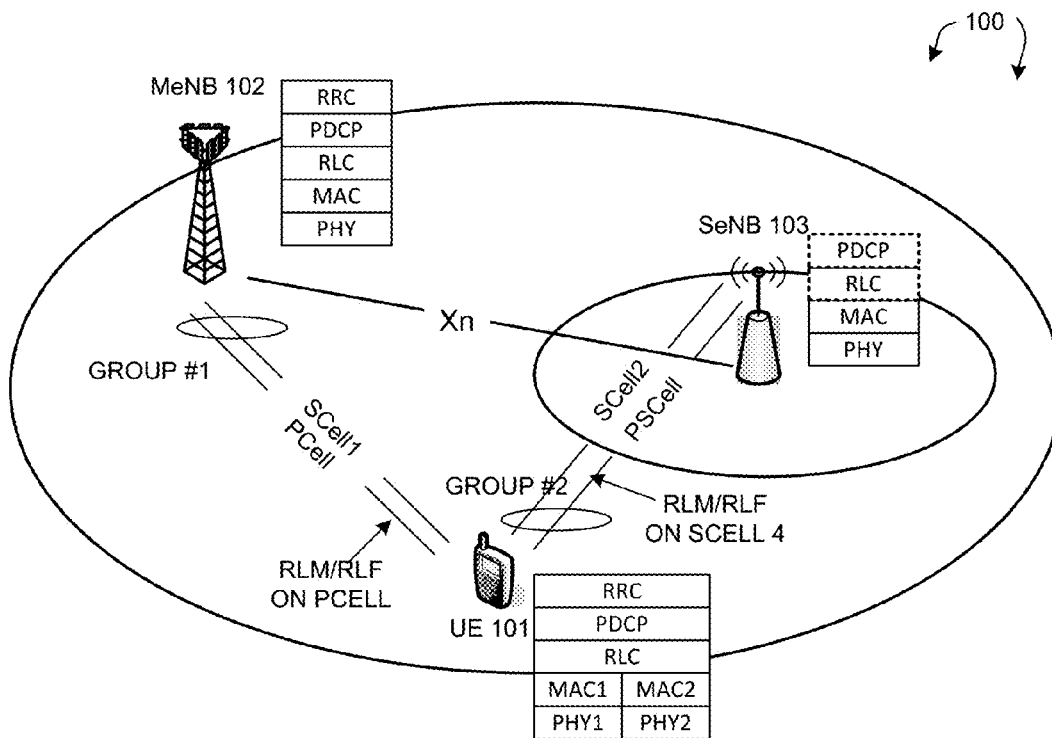 100
MeNB 102
RRC
PDCP
RLC
MAC
PHY
SeNB 103
PDCP
RLC
MAC
PHY
Xn
GROUP #1
SCell1
PCell
SCell2
PSCell
GROUP #2
RLM/RLF
ON SCELL 4
RLM/RLF
ON PCELL
UE 101
RRC
PDCP
RLC
MAC1 MAC2
PHY1 PHY2